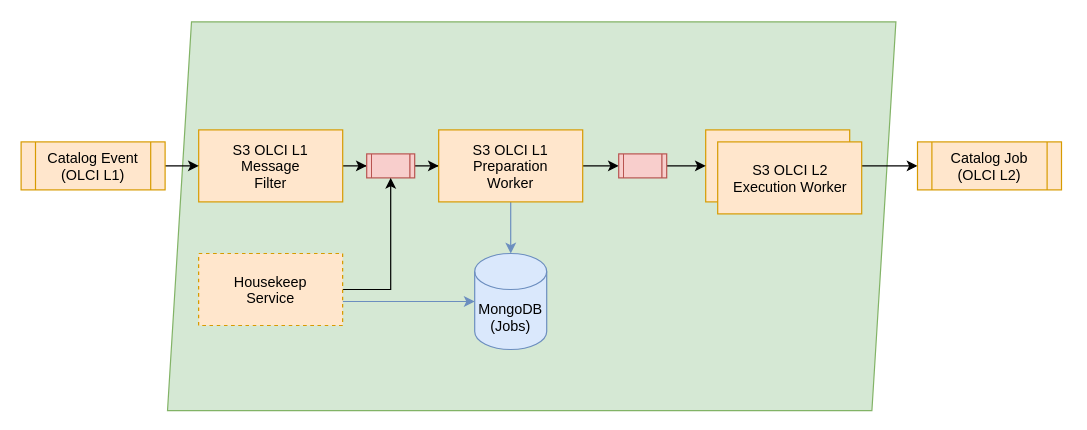 Catalog Event
(OLCI L1)
S3 OLCI L1
Message
Filter
S3 OLCI L1
Preparation
Worker
S3 OLCI L2
Execution Worker
Catalog Job
(OLCI L2)
Housekeep
Service
MongoDB
(Jobs)